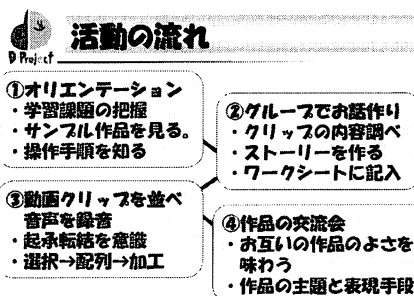 D Project
活動の流れ
①オリエンテーション
・学習課題の把握
・サンプル作品を見る。
・操作手順を知る
②グループでお話作り
・クリップの内容調べ
・ストーリーを作る
・ワークシートに記入
③動画クリップを並べ
音声を録音
・起承転結を意識
・選択→配列→加工
④作品の交流会
・お互いの作品のよさを
味わう
・作品の主題と表現手段